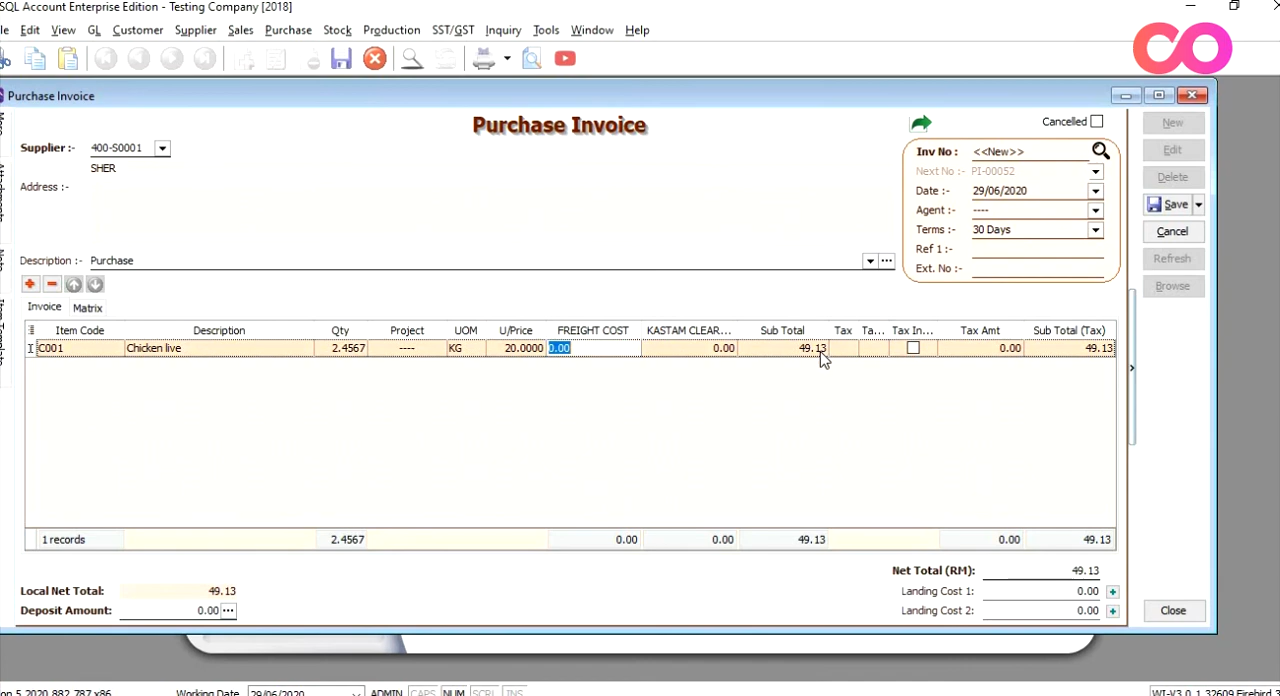 SQL Account Enterprise Edition - Testing Company [2018]
Edit View GL Customer Supplier Sales Purchase Stock Production SST/GST Inquiry Tools Window Help
Purchase Invoice
Purchase Invoice
Cancelled
Supplier :- 400-S0001
SHER
Address :-
Inv No : <<New>>
Next No :- PI-00052
Date :- 29/06/2020
Agent :- ----
Terms :- 30 Days
Ref 1 :-
Ext. No :-
New
Edit
Delete
Save
Cancel
Refresh
Browse
Description :- Purchase
Invoice Matrix
Item Code Description Qty Project UOM U/Price FREIGHT COST KASTAM CLEAR... Sub Total Tax Ta... Tax In... Tax Amt Sub Total (Tax)
C001 Chicken live 2.4567 ---- KG 20.0000 0.00 0.00 49.13 0.00 49.13
1 records 2.4567 0.00 0.00 49.13 0.00 49.13
Net Total (RM): 49.13
Local Net Total: 49.13
Landing Cost 1: 0.00
Deposit Amount: 0.00
Landing Cost 2: 0.00
Close
Working Date 29/06/2020 ADMIN CAPS NUM SCRL INS